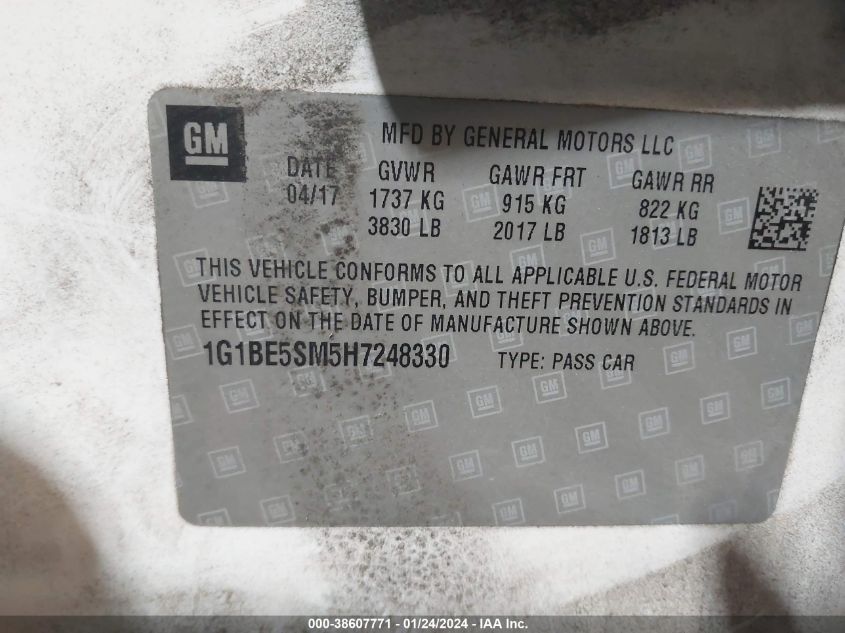 GM
MFD BY GENERAL MOTORS LLC
DATE GVWR GAWR FRT GAWR RR
04/17 1737 KG 915 KG 822 KG
3830 LB 2017 LB 1813 LB
THIS VEHICLE CONFORMS TO ALL APPLICABLE U.S. FEDERAL MOTOR
VEHICLE SAFETY, BUMPER, AND THEFT PREVENTION STANDARDS IN
EFFECT ON THE DATE OF MANUFACTURE SHOWN ABOVE.
1G1BE5SM5H7248330 TYPE: PASS CAR
000-38607771 - 01/24/2024 - IAA Inc.